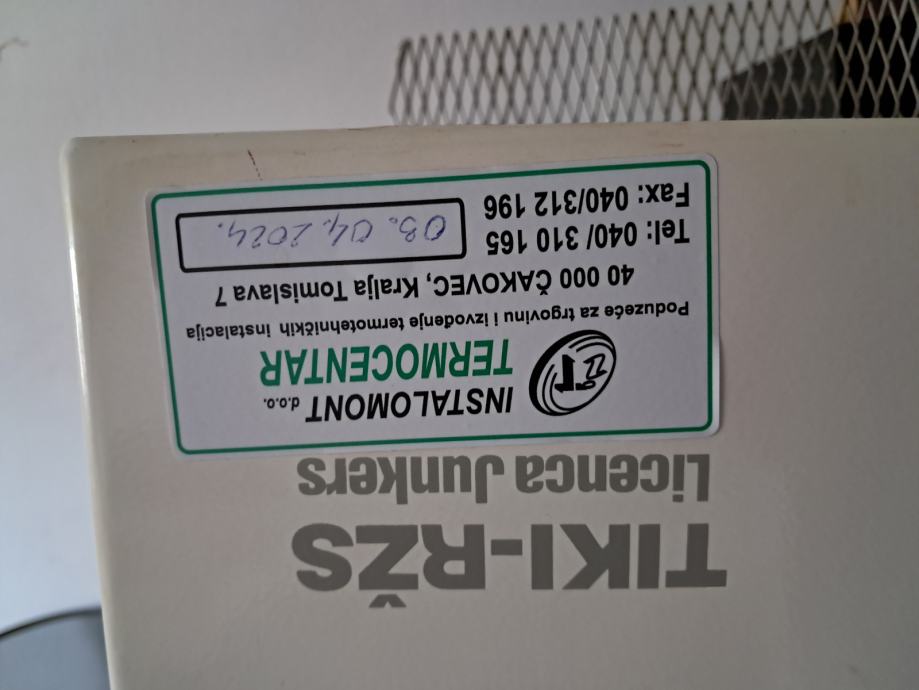 TIKI-RŽS
Licenca Junkers
INSTALOMONT d.o.o.
TERMOCENTAR
Poduzeće za trgovinu i izvođenje termotehničkih instalacija
40 000 ČAKOVEC, Kralja Tomislava 7
Tel: 040/ 310 165
Fax: 040/312 196
03. 04. 2024.